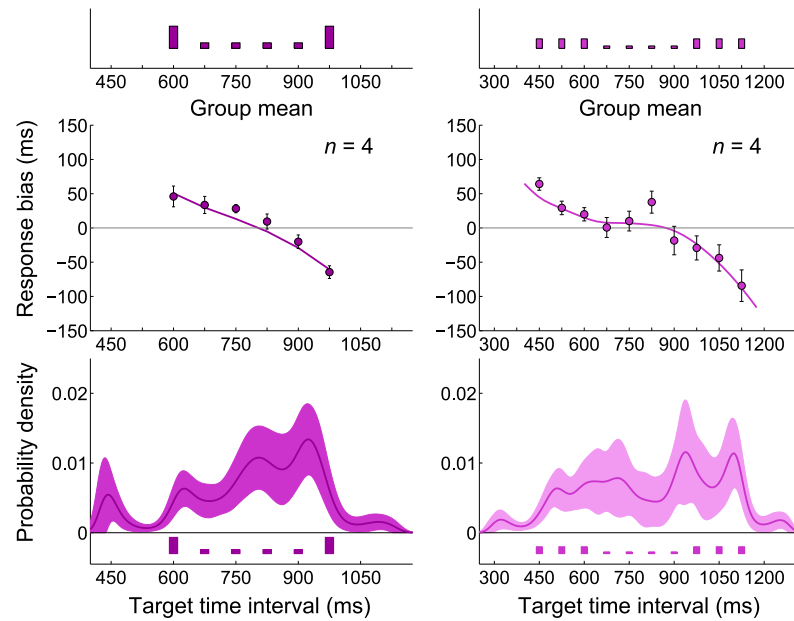 450 600 750 900 1050
300 450 600 750 900 1050 1200
Group mean
Group mean
Response bias (ms)
150
100
50
0
−50
−100
−150
n = 4
450 600 750 900 1050
150
100
50
0
−50
−100
−150
n = 4
300 450 600 750 900 1050 1200
Probability density
0.02
0.01
0
450 600 750 900 1050
Target time interval (ms)
0.02
0.01
0
300 450 600 750 900 1050 1200
Target time interval (ms)